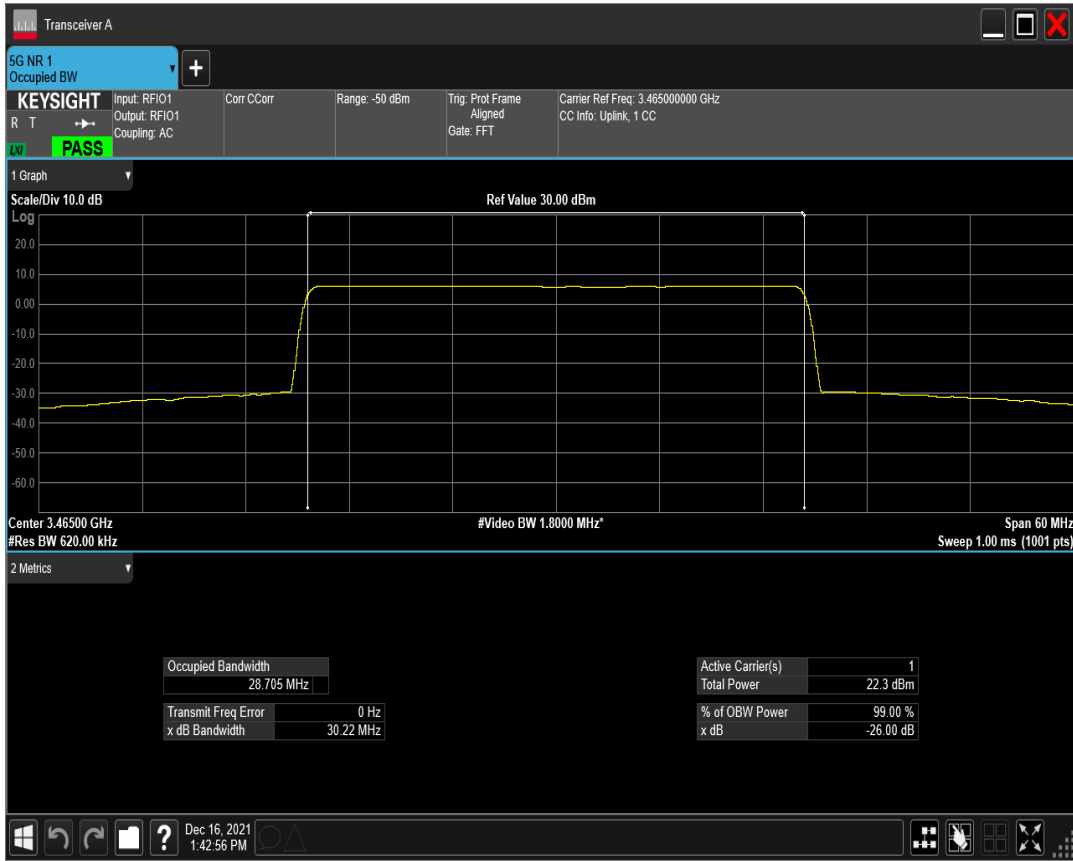 Transceiver A
5G NR 1
Occupied BW
KEYSIGHT
R T
LXI
PASS
Input: RFIO1
Output: RFIO1
Coupling: AC
Corr CCorr
Range: -50 dBm
Trig: Prot Frame
Aligned
Gate: FFT
Carrier Ref Freq: 3.465000000 GHz
CC Info: Uplink, 1 CC
1 Graph
Scale/Div 10.0 dB
Ref Value 30.00 dBm
Log
20.0
10.0
0.00
-10.0
-20.0
-30.0
-40.0
-50.0
-60.0
Center 3.46500 GHz
#Video BW 1.8000 MHz*
Span 60 MHz
#Res BW 620.00 kHz
Sweep 1.00 ms (1001 pts)
2 Metrics
Occupied Bandwidth
28.705 MHz
Transmit Freq Error 0 Hz
x dB Bandwidth 30.22 MHz
Active Carrier(s) 1
Total Power 22.3 dBm
% of OBW Power 99.00 %
x dB -26.00 dB
?
Dec 16, 2021
1:42:56 PM